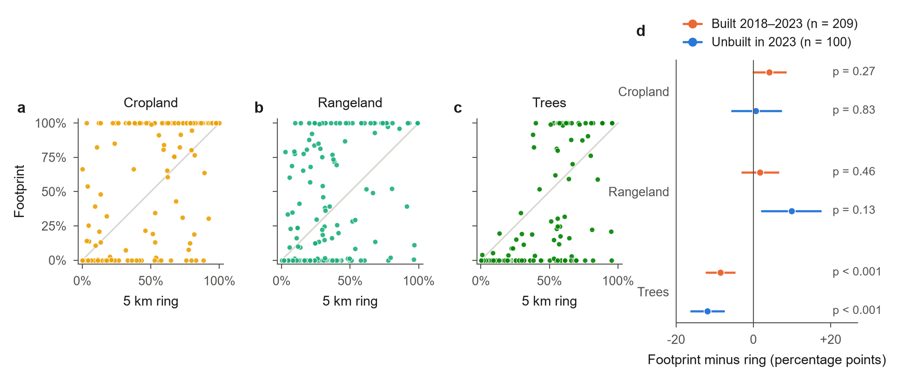 d
Built 2018–2023 (n = 209)
Unbuilt in 2023 (n = 100)
a
Cropland
b
Rangeland
c
Trees
Footprint
100%
75%
50%
25%
0%
0%
50%
100%
5 km ring
0%
50%
100%
5 km ring
0%
50%
100%
5 km ring
Cropland
p = 0.27
p = 0.83
Rangeland
p = 0.46
p = 0.13
Trees
p < 0.001
p < 0.001
-20
0
+20
Footprint minus ring (percentage points)